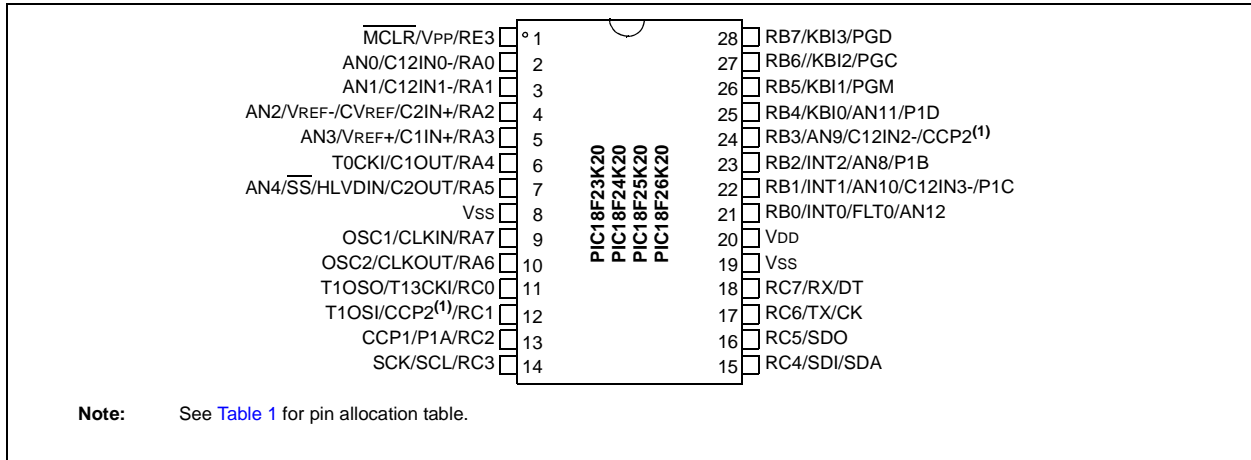 MCLR/VPP/RE3 1 28 RB7/KBI3/PGD
AN0/C12IN0-/RA0 2 27 RB6//KBI2/PGC
AN1/C12IN1-/RA1 3 26 RB5/KBI1/PGM
AN2/VREF-/CVREF/C2IN+/RA2 4 25 RB4/KBI0/AN11/P1D
AN3/VREF+/C1IN+/RA3 5 24 RB3/AN9/C12IN2-/CCP2(1)
T0CKI/C1OUT/RA4 6 23 RB2/INT2/AN8/P1B
AN4/SS/HLVDIN/C2OUT/RA5 7 22 RB1/INT1/AN10/C12IN3-/P1C
VSS 8 21 RB0/INT0/FLT0/AN12
OSC1/CLKIN/RA7 9 20 VDD
OSC2/CLKOUT/RA6 10 19 VSS
T1OSO/T13CKI/RC0 11 18 RC7/RX/DT
T1OSI/CCP2(1)/RC1 12 17 RC6/TX/CK
CCP1/P1A/RC2 13 16 RC5/SDO
SCK/SCL/RC3 14 15 RC4/SDI/SDA
PIC18F23K20
PIC18F24K20
PIC18F25K20
PIC18F26K20
Note: See Table 1 for pin allocation table.